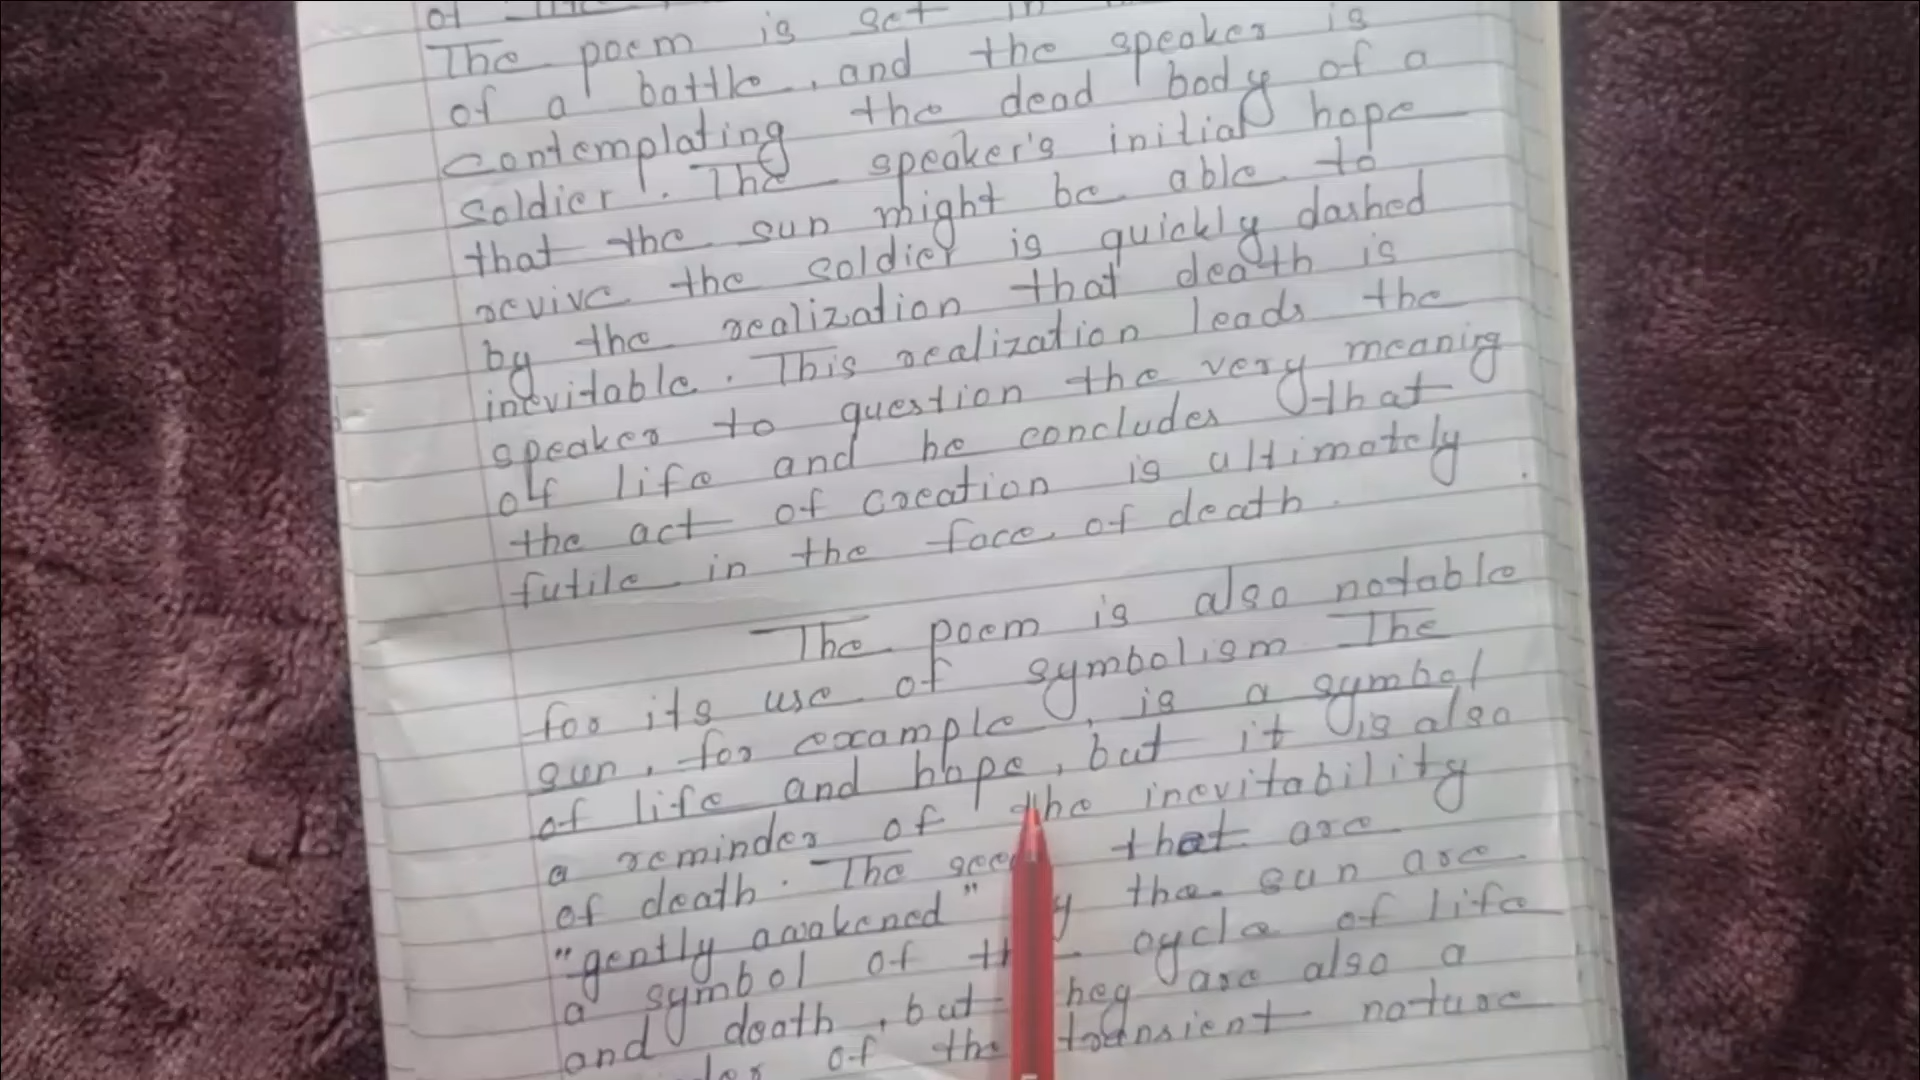 of
The poem is set in
of a battle, and the speaker is
contemplating the dead body of a
soldier. The speaker's initial hope
that the sun might be able to
revive the soldier is quickly dashed
by the realization that death is
inevitable. This realization leads the
speaker to question the very meaning
of life and he concludes that
the act of creation is ultimately
futile in the face of death.
The poem is also notable
for its use of symbolism The
sun, for example, is a symbol
of life and hope, but it is also
a reminder of the inevitability
of death. The that are
"gently awakened" the sun are
a symbol of cycle of life
and death, but are also a
of the transient nature